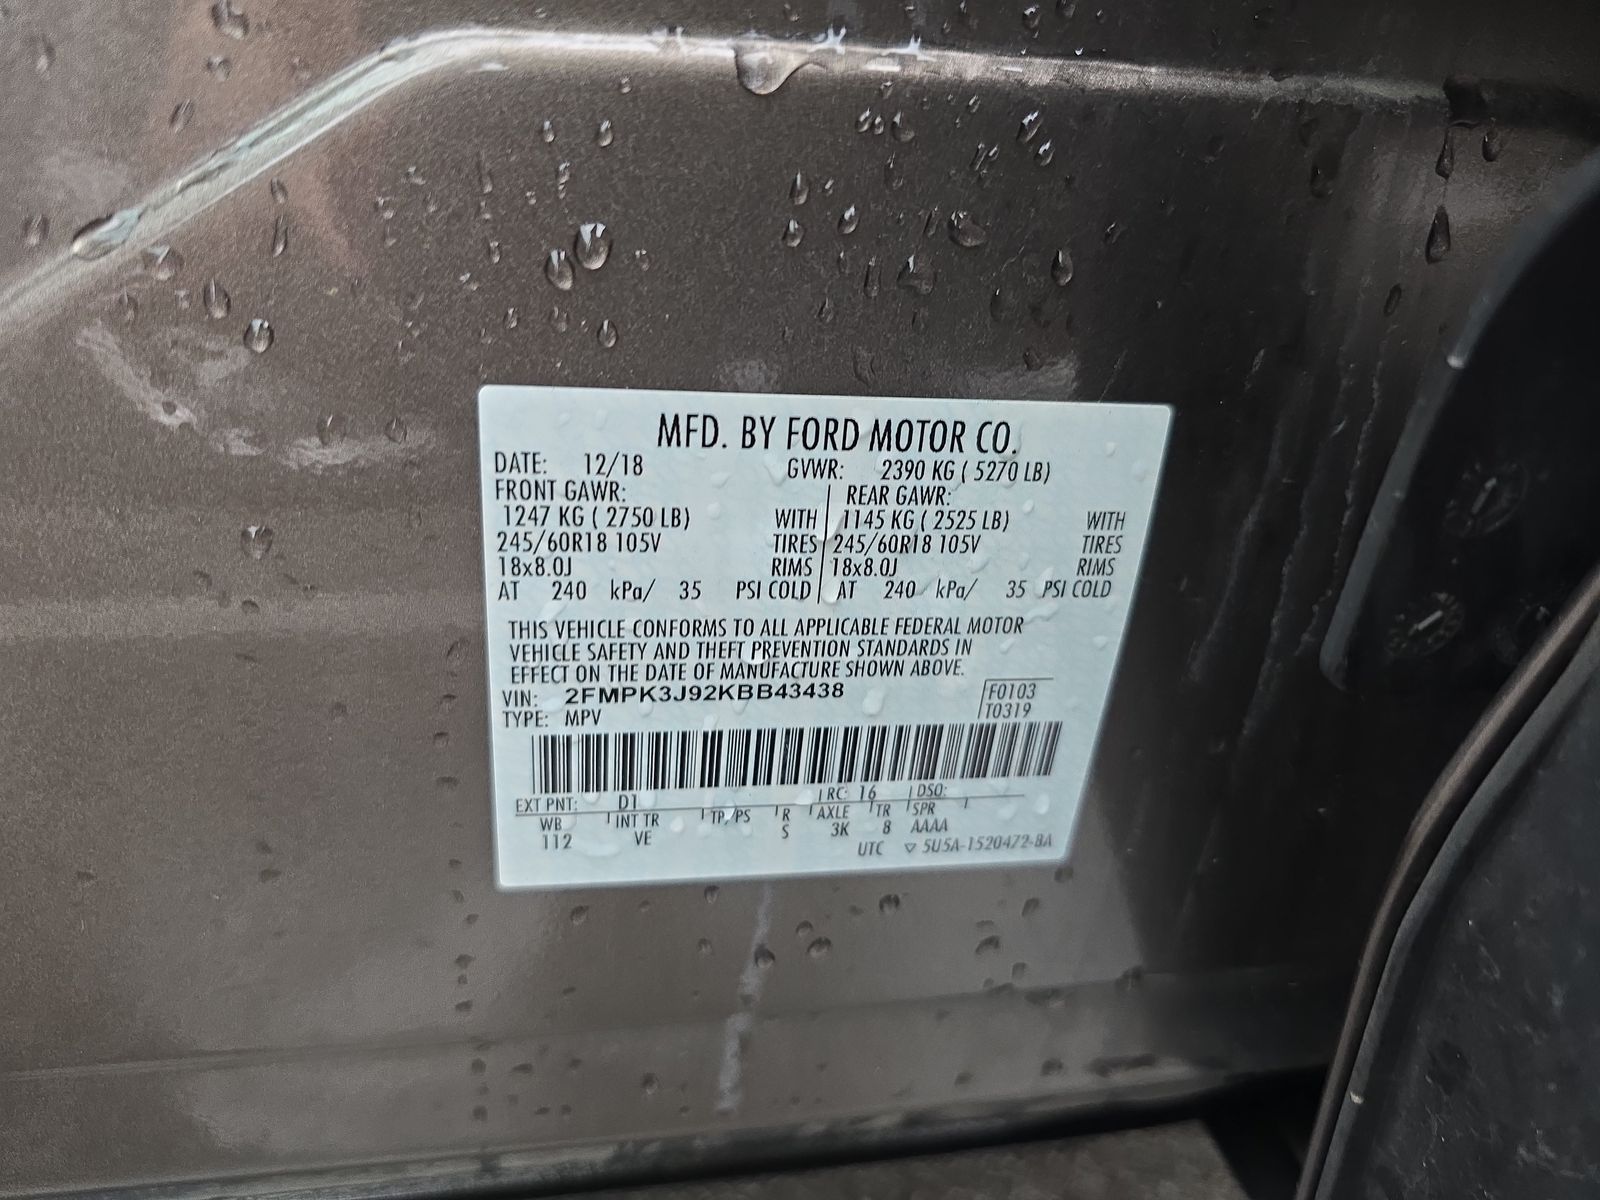 MFD. BY FORD MOTOR CO.
DATE: 12/18 GVWR: 2390 KG ( 5270 LB)
FRONT GAWR: REAR GAWR:
1247 KG ( 2750 LB) WITH 1145 KG ( 2525 LB) WITH
245/60R18 105V TIRES 245/60R18 105V TIRES
18x8.0J RIMS 18x8.0J RIMS
AT 240 kPa/ 35 PSI COLD AT 240 kPa/ 35 PSI COLD
THIS VEHICLE CONFORMS TO ALL APPLICABLE FEDERAL MOTOR
VEHICLE SAFETY AND THEFT PREVENTION STANDARDS IN
EFFECT ON THE DATE OF MANUFACTURE SHOWN ABOVE.
VIN: 2FMPK3J92KBB43438 F0103
TYPE: MPV T0319
EXT PNT: D1 RC: 16 DSO:
WB INT TR TP/PS R AXLE TR SPR
112 VE S 3K 8 AAAA
UTC ▽ 5U5A-1520472-BA